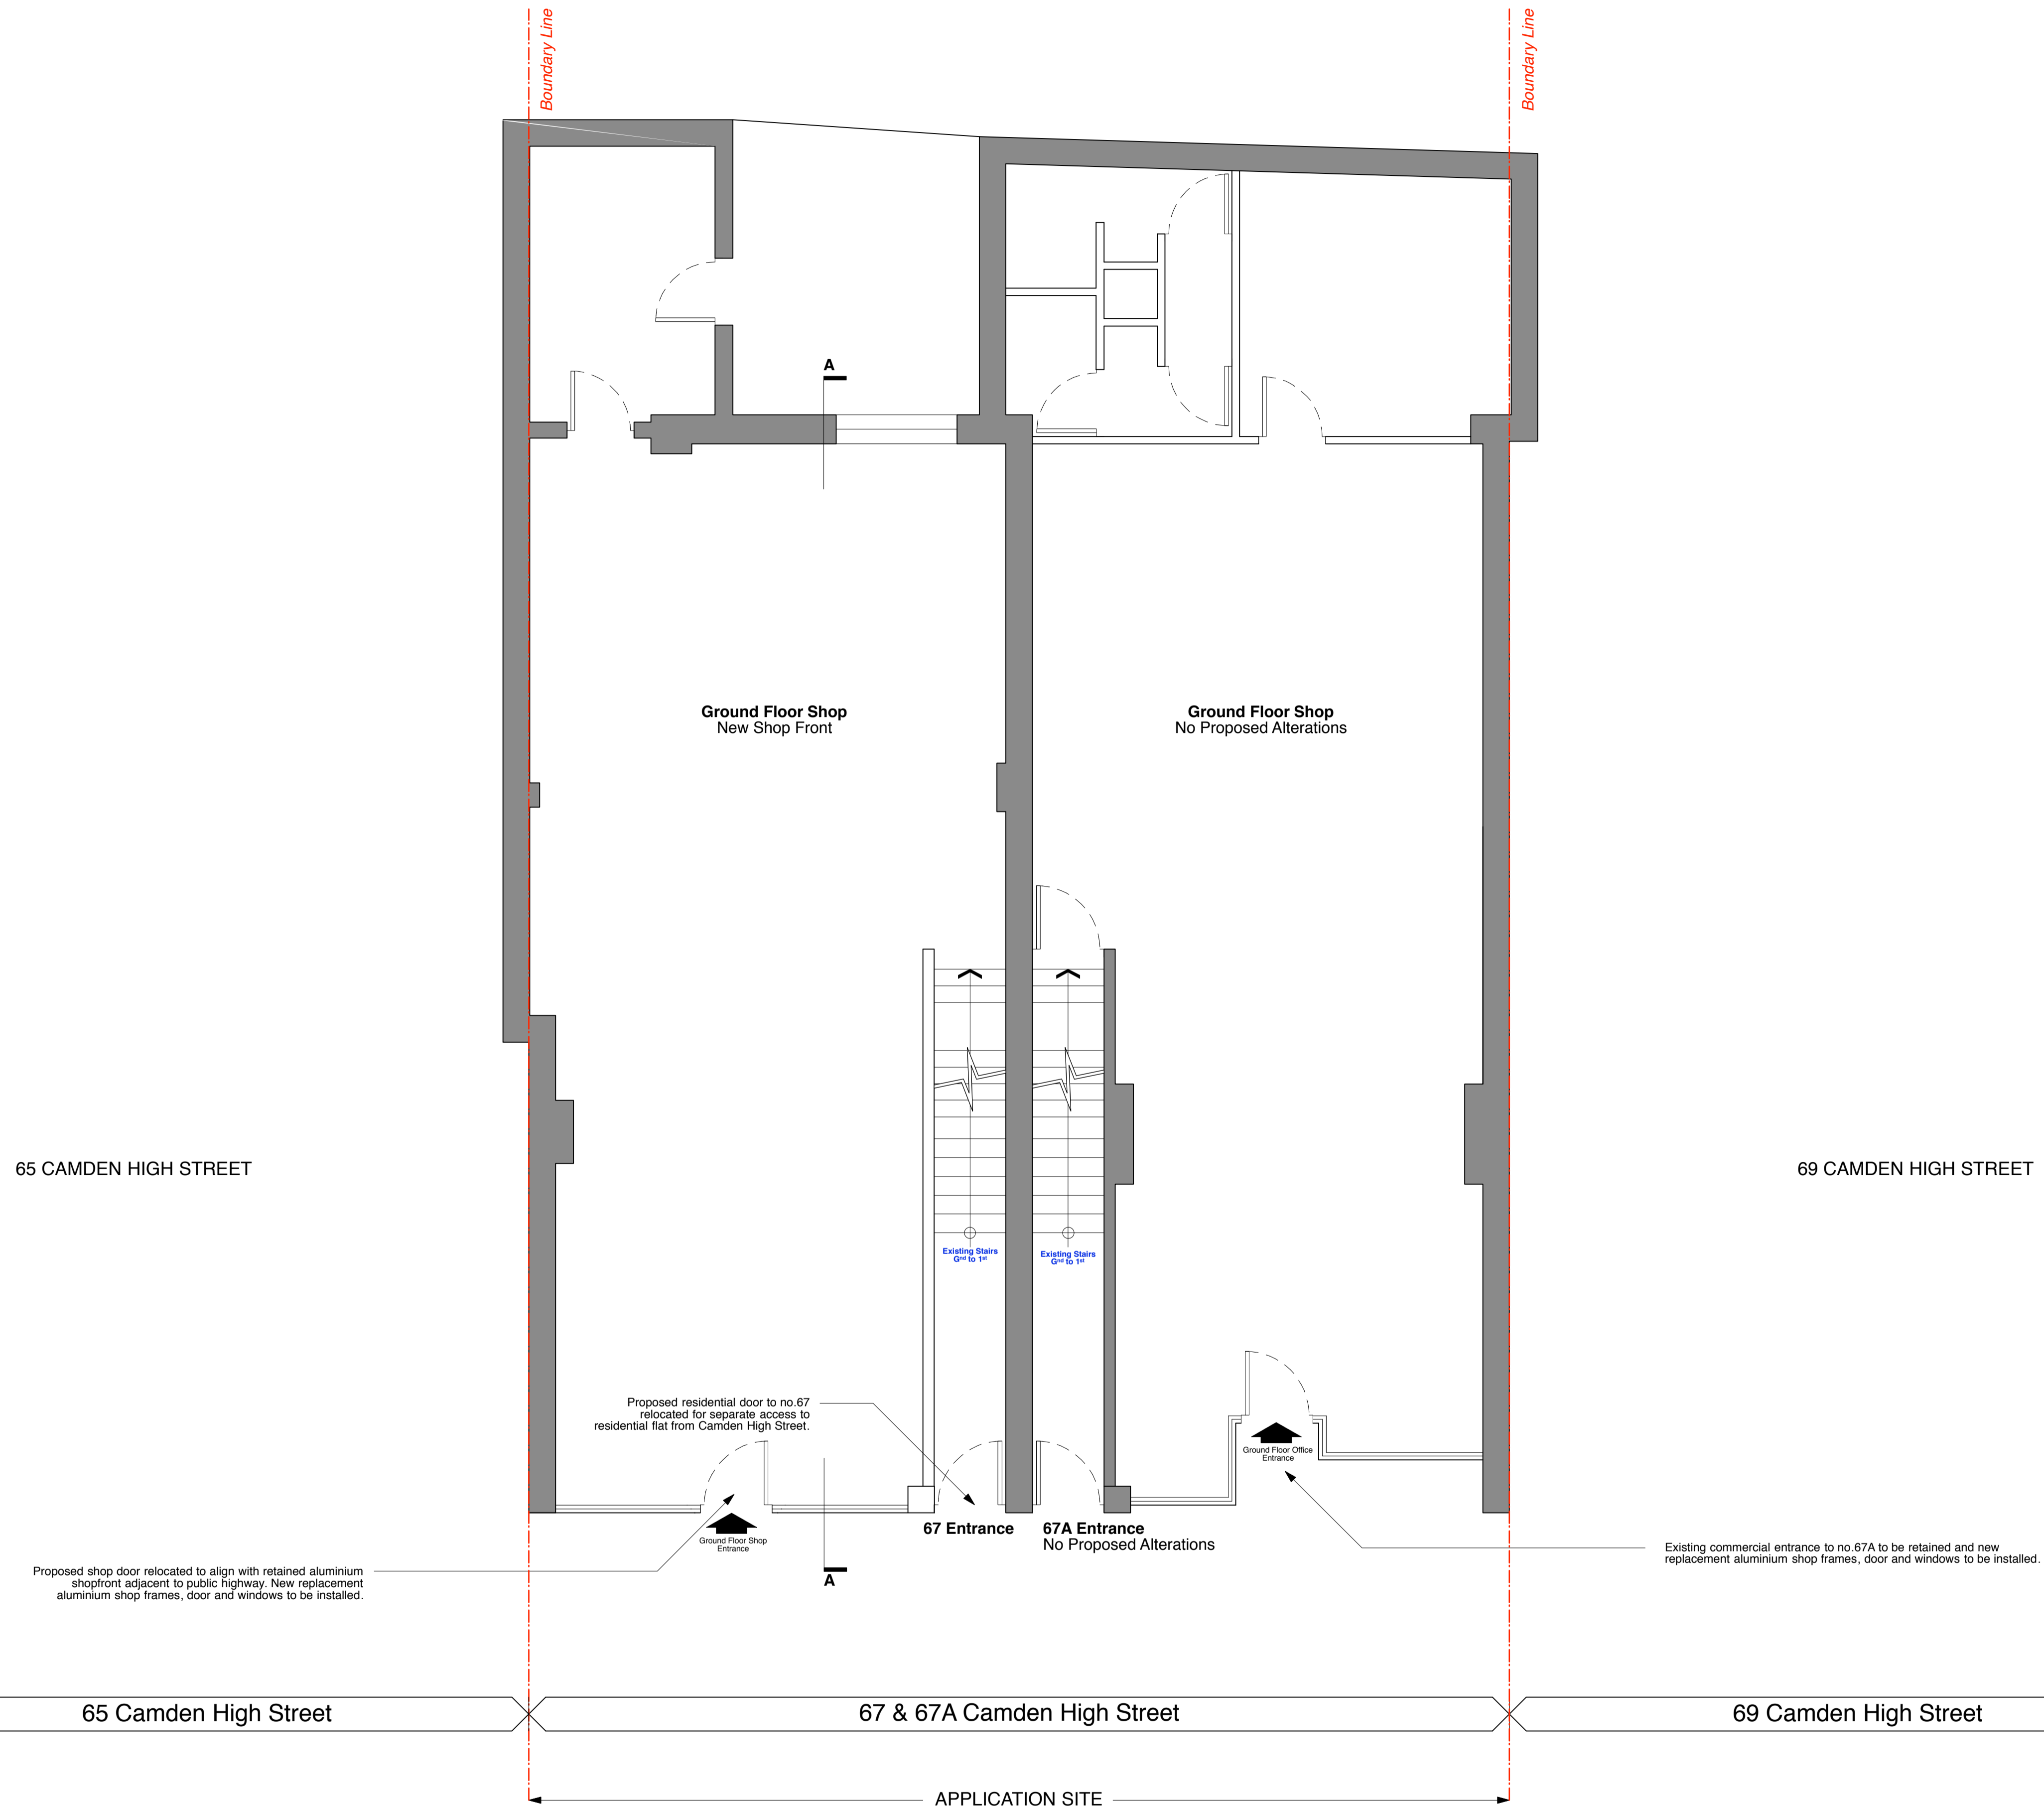 Boundary Line
Boundary Line
A
Ground Floor Shop
New Shop Front
Ground Floor Shop
No Proposed Alterations
65 CAMDEN HIGH STREET
69 CAMDEN HIGH STREET
Existing Stairs
Gnd to 1st
Existing Stairs
Gnd to 1st
Proposed residential door to no.67
relocated for separate access to
residential flat from Camden High Street.
Ground Floor Office
Entrance
67 Entrance
67A Entrance
No Proposed Alterations
Ground Floor Shop
Entrance
Existing commercial entrance to no.67A to be retained and new
replacement aluminium shop frames, door and windows to be installed.
Proposed shop door relocated to align with retained aluminium
shopfront adjacent to public highway. New replacement
aluminium shop frames, door and windows to be installed.
A
65 Camden High Street
67 & 67A Camden High Street
69 Camden High Street
APPLICATION SITE